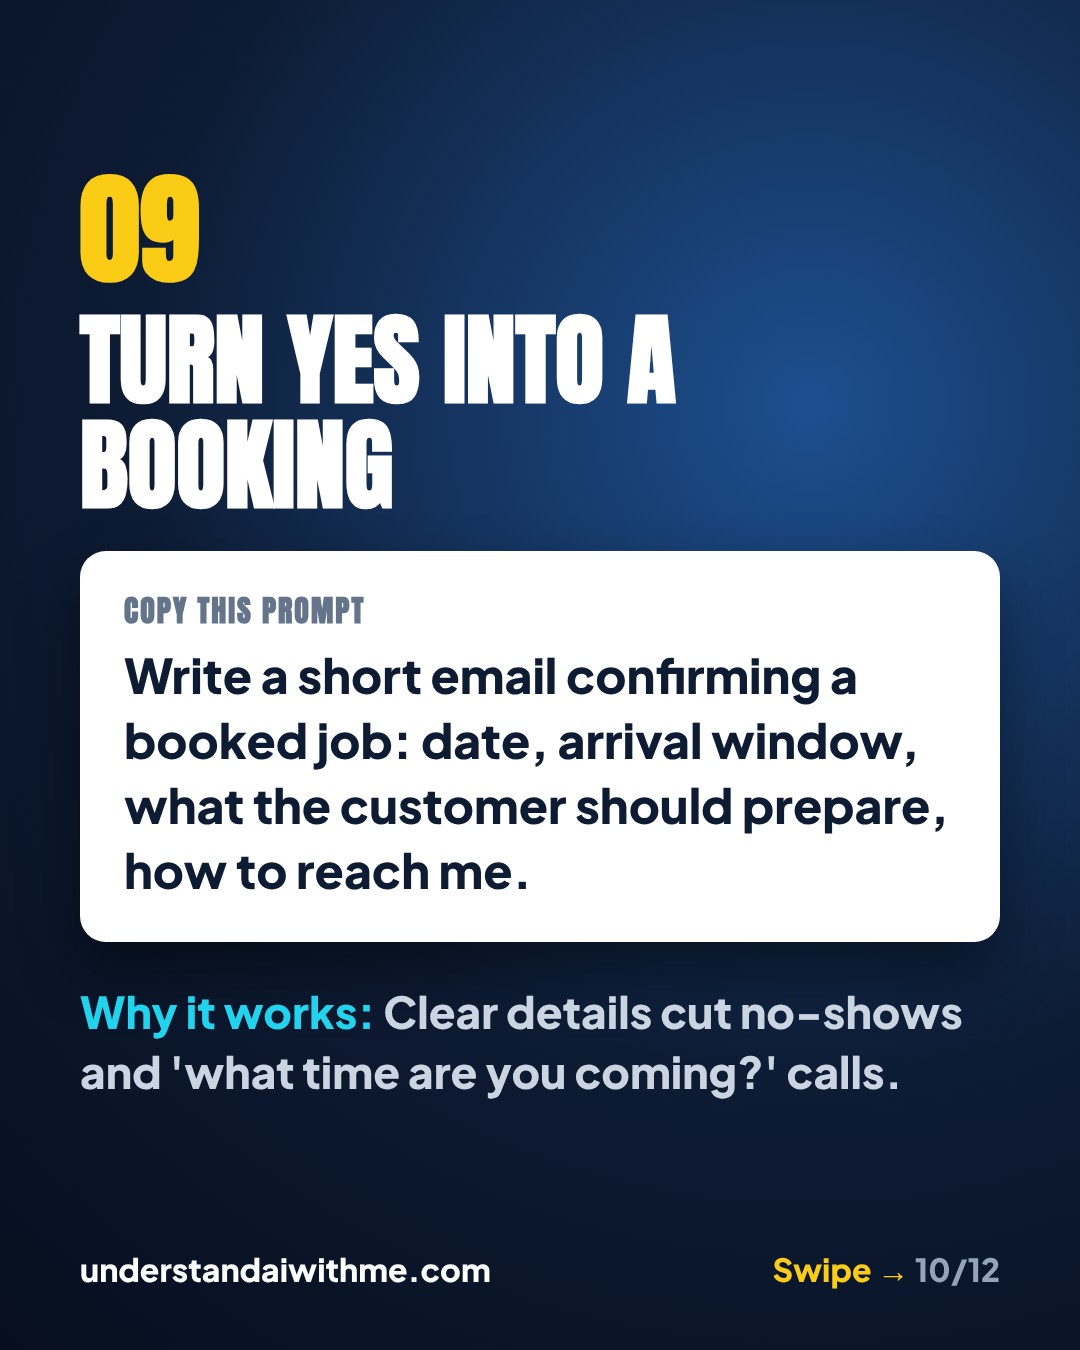 09
TURN YES INTO A
BOOKING
COPY THIS PROMPT
Write a short email confirming a
booked job: date, arrival window,
what the customer should prepare,
how to reach me.
Why it works: Clear details cut no-shows
and 'what time are you coming?' calls.
understandaiwithme.com
Swipe → 10/12